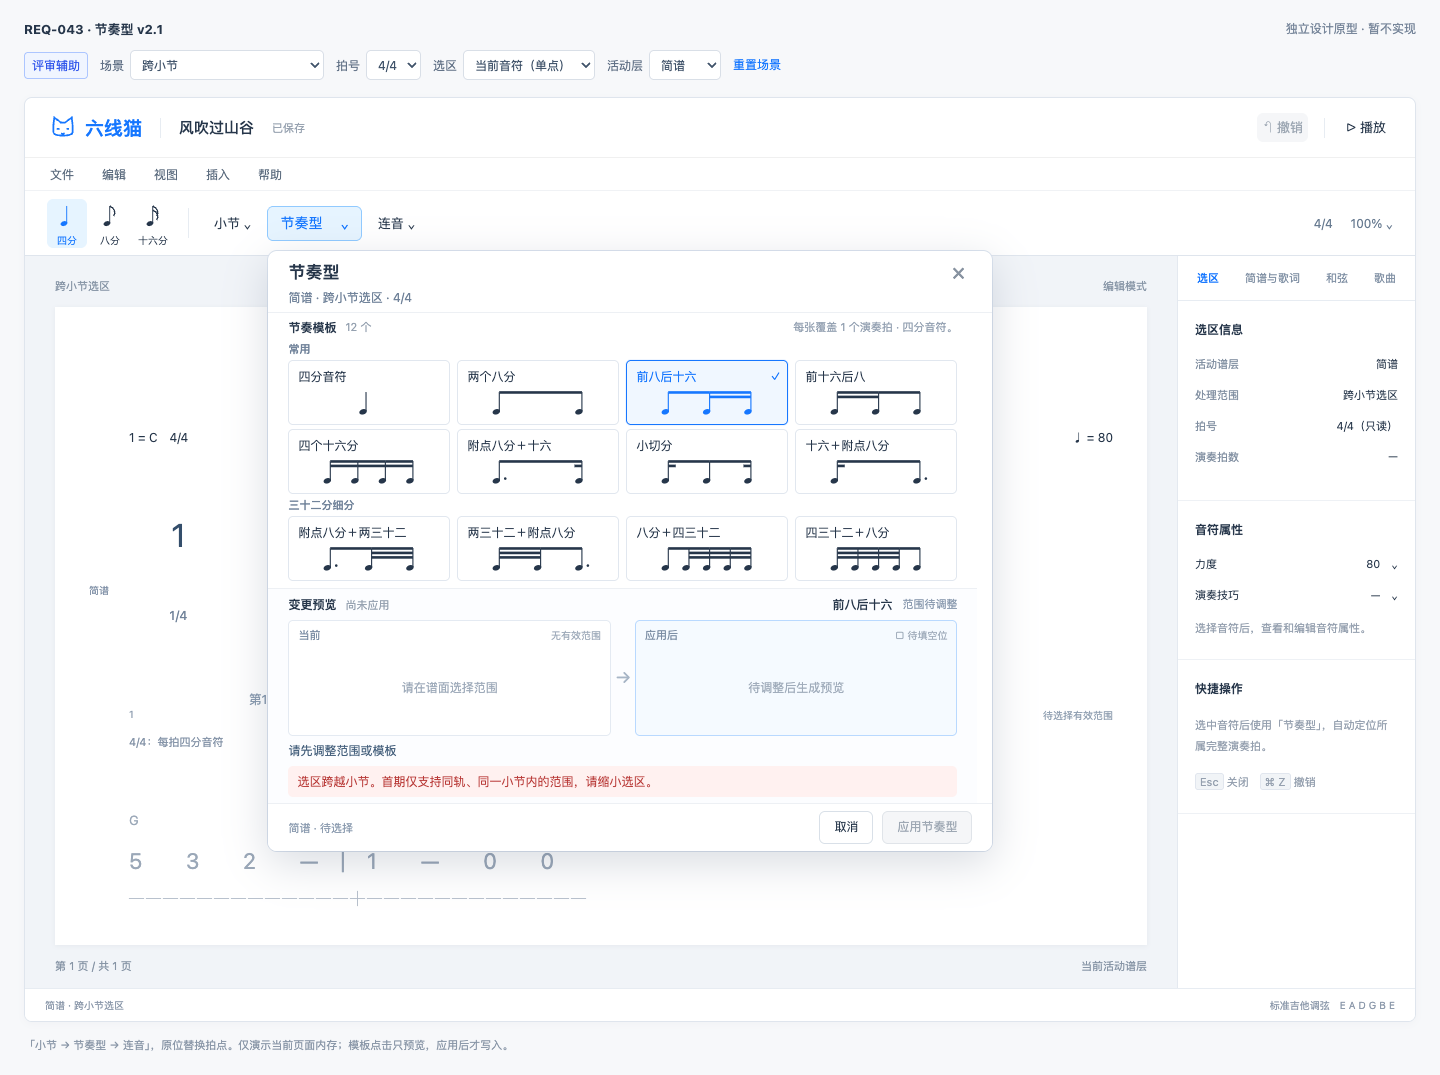 REQ-043 · 节奏型 v2.1
独立设计原型 · 暂不实现
评审辅助 场景 跨小节 拍号 4/4 选区 当前音符（单点） 活动层 简谱 重置场景
六线猫 风吹过山谷 已保存 撤销 播放
文件 编辑 视图 插入 帮助
四分 八分 十六分 小节 节奏型 连音 4/4 100%
跨小节选区 编辑模式
1 = C 4/4
♩ = 80
1
简谱
1/4
第1
1
待选择有效范围
4/4：每拍四分音符
G
5 3 2 — | 1 — 0 0
第 1 页 / 共 1 页 当前活动谱层
节奏型
简谱 · 跨小节选区 · 4/4
节奏模板 12 个 每张覆盖 1 个演奏拍 · 四分音符。
常用
四分音符 两个八分 前八后十六 ✓ 前十六后八
四个十六分 附点八分＋十六 小切分 十六＋附点八分
三十二分细分
附点八分＋两三十二 两三十二＋附点八分 八分＋四三十二 四三十二＋八分
变更预览 尚未应用 前八后十六 范围待调整
当前 无有效范围 应用后 待填空位
请在谱面选择范围 → 待调整后生成预览
请先调整范围或模板
选区跨越小节。首期仅支持同轨、同一小节内的范围，请缩小选区。
简谱 · 待选择 取消 应用节奏型
选区 简谱与歌词 和弦 歌曲
选区信息
活动谱层 简谱
处理范围 跨小节选区
拍号 4/4（只读）
演奏拍数 —
音符属性
力度 80
演奏技巧 —
选择音符后，查看和编辑音符属性。
快捷操作
选中音符后使用「节奏型」，自动定位所
属完整演奏拍。
Esc 关闭 ⌘ Z 撤销
简谱 · 跨小节选区 标准吉他调弦 E A D G B E
「小节 → 节奏型 → 连音」，原位替换拍点。仅演示当前页面内存；模板点击只预览，应用后才写入。